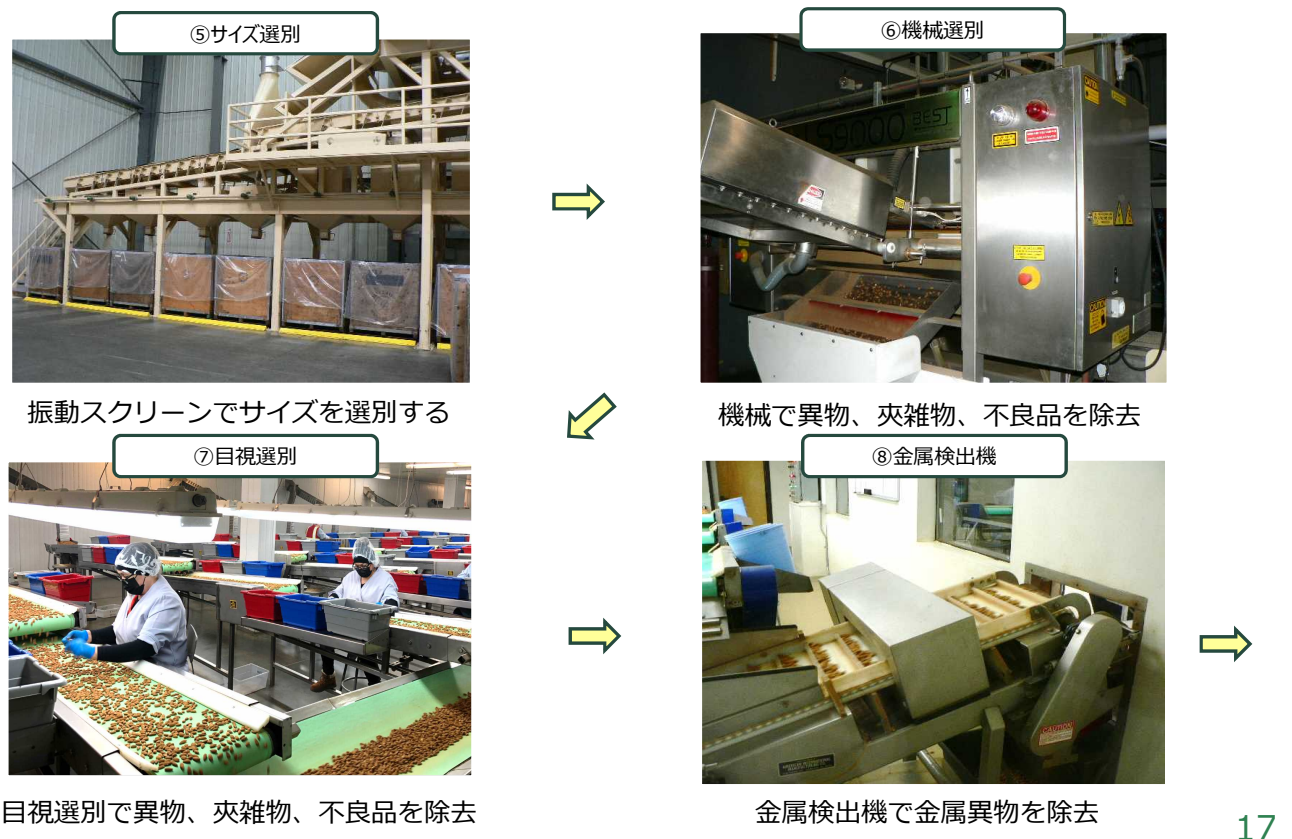 ⑤サイズ選別
振動スクリーンでサイズを選別する
⑥機械選別
LS9000 BEST
機械で異物、夾雑物、不良品を除去
⑦目視選別
目視選別で異物、夾雑物、不良品を除去
⑧金属検出機
CAUTION
金属検出機で金属異物を除去
17